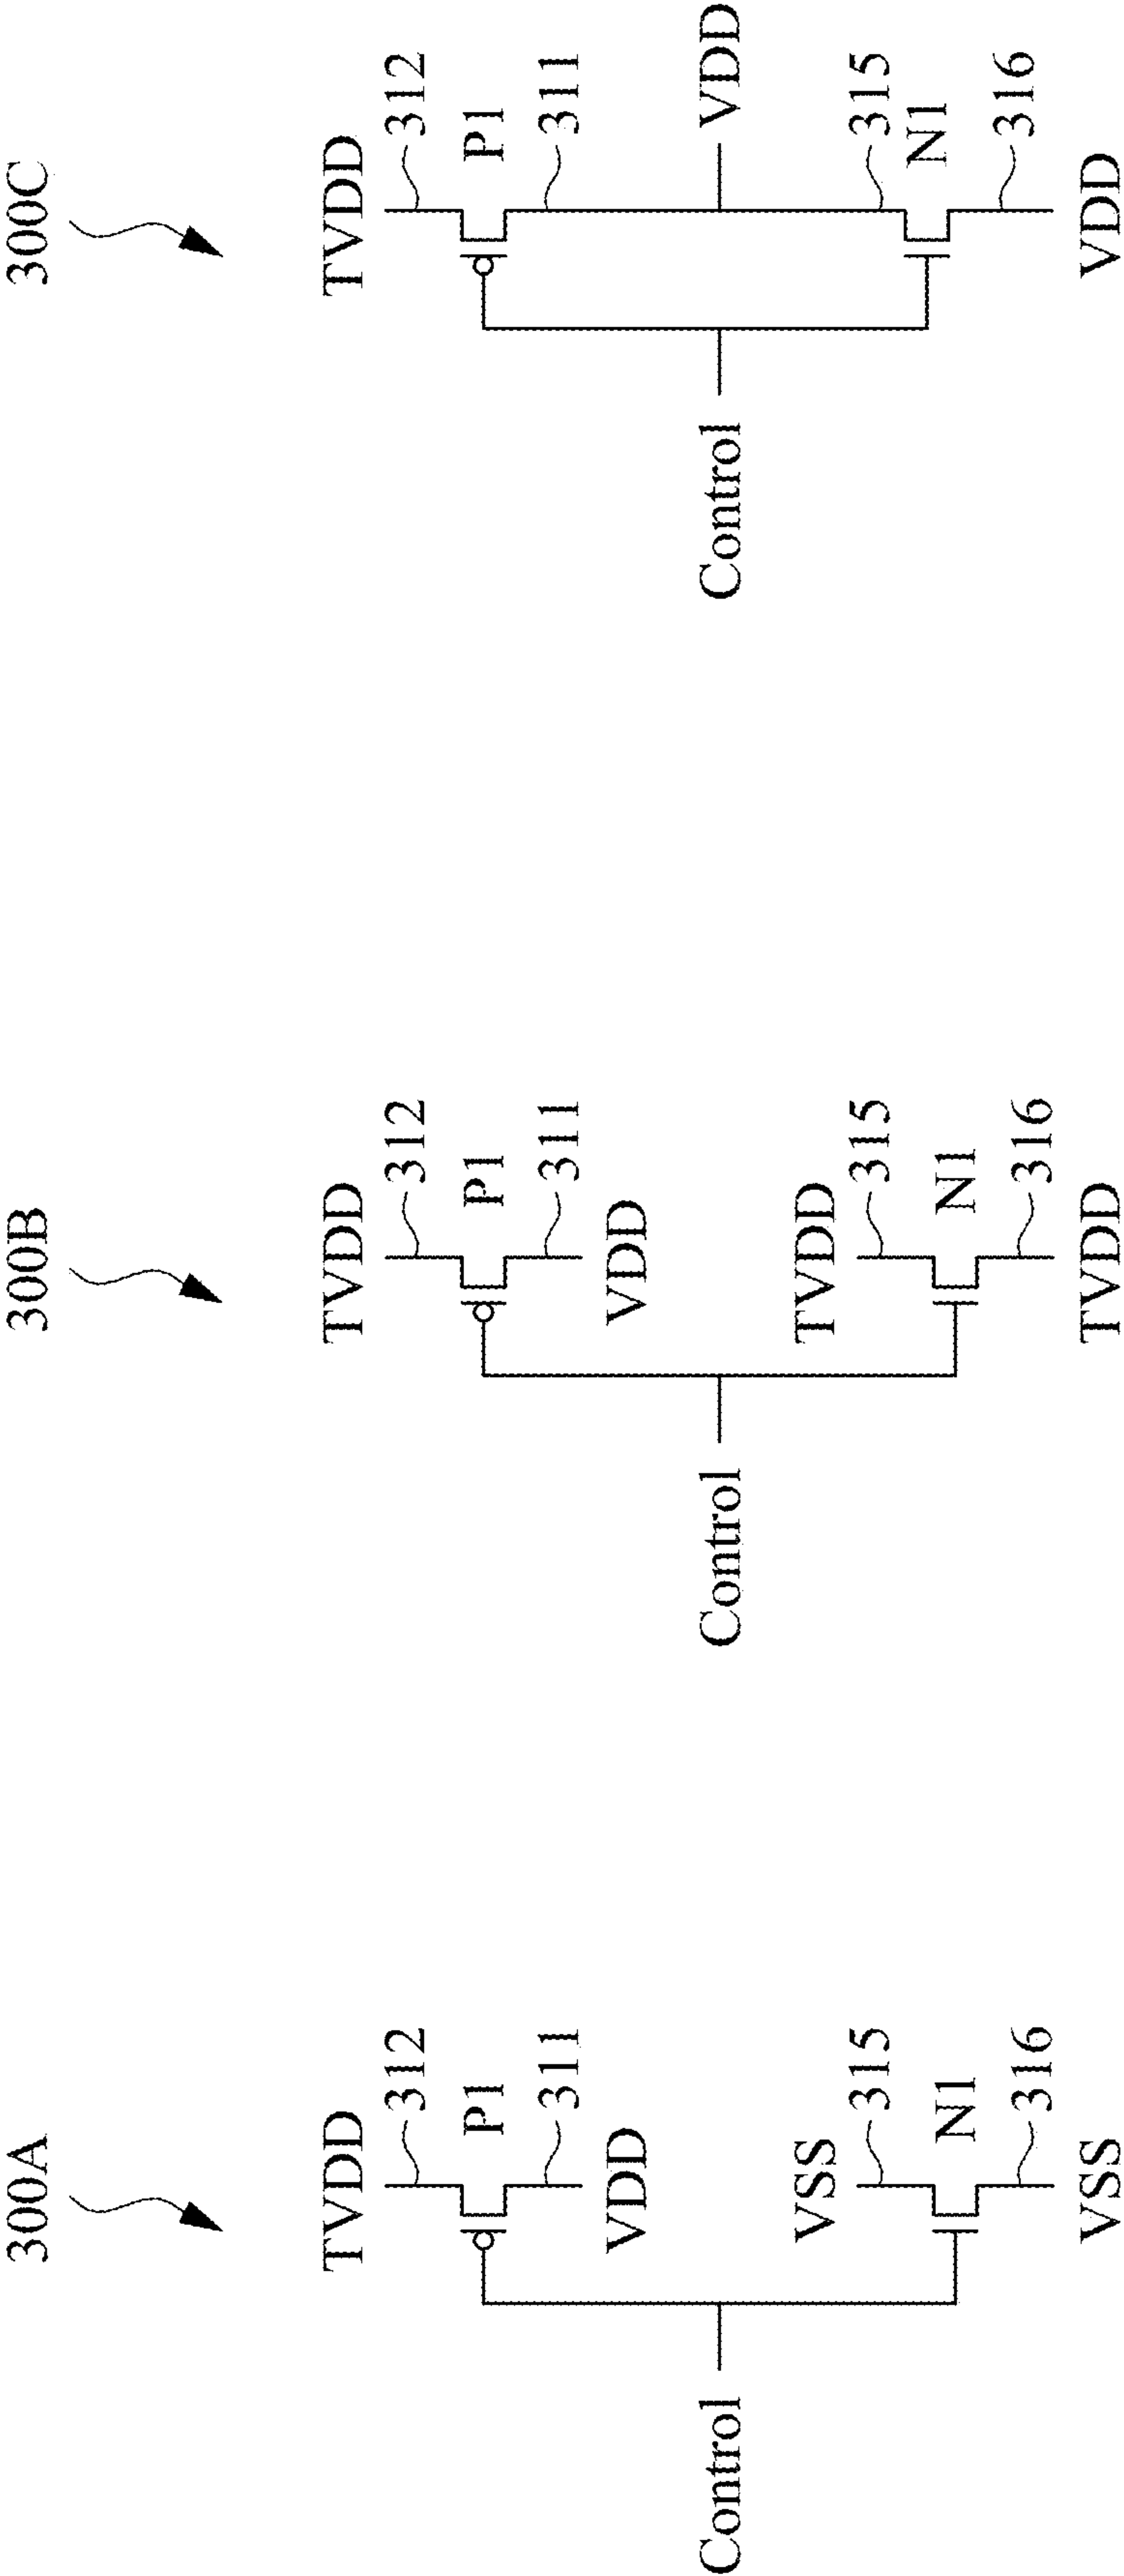 300A
TVDD
312
P1
311
VDD
Control
VSS
315
N1
316
VSS
300B
TVDD
312
P1
311
VDD
Control
TVDD
315
N1
316
TVDD
300C
TVDD
312
P1
311
Control
VDD
315
N1
316
VDD